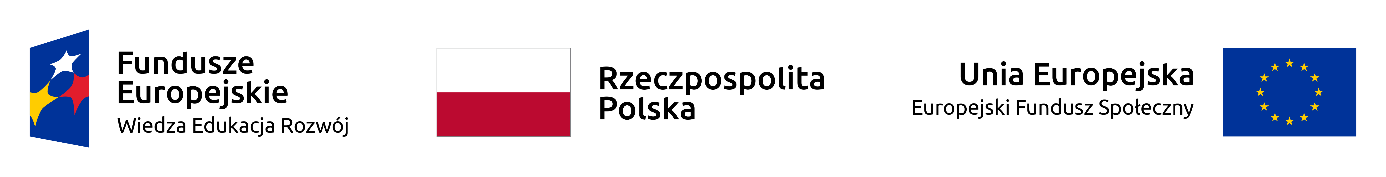 Fundusze
Europejskie
Wiedza Edukacja Rozwój
Rzeczpospolita
Polska
Unia Europejska
Europejski Fundusz Społeczny